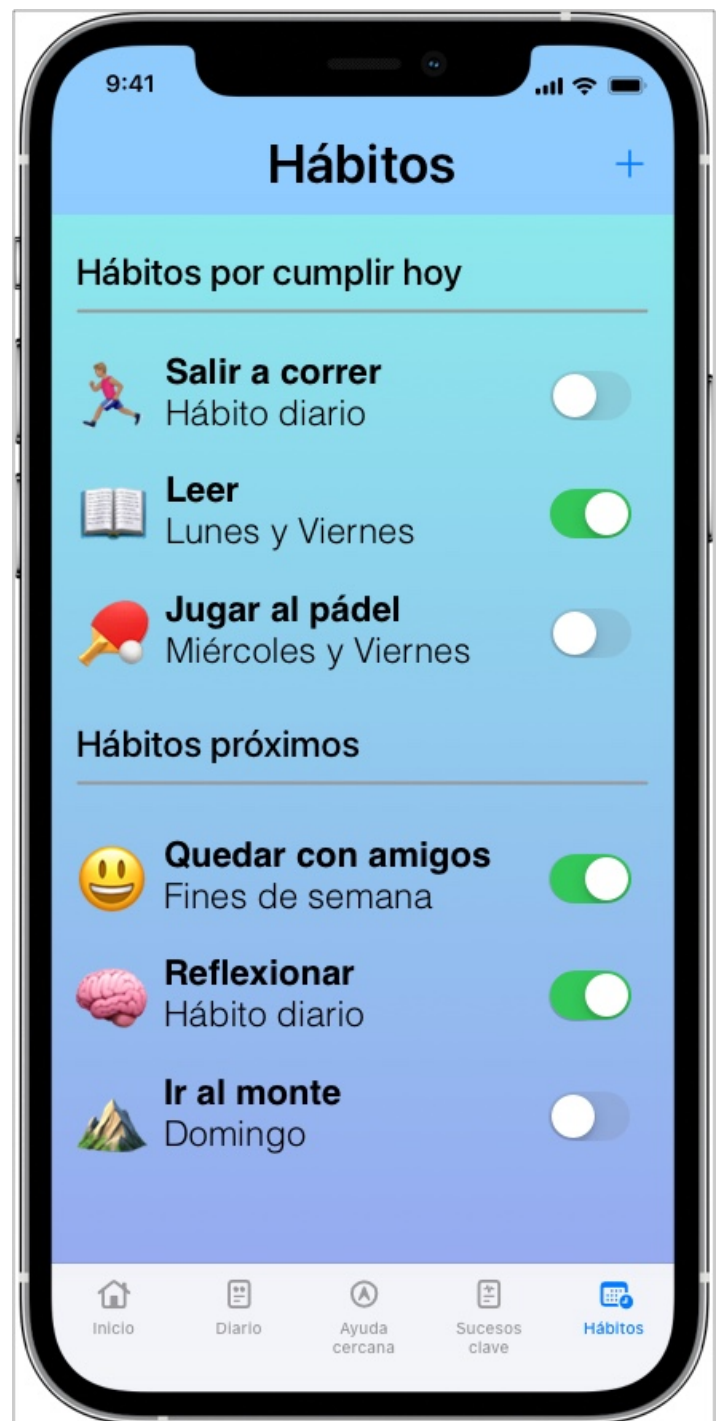 9:41
Hábitos
Hábitos por cumplir hoy
Salir a correr
Hábito diario
Leer
Lunes y Viernes
Jugar al pádel
Miércoles y Viernes
Hábitos próximos
Quedar con amigos
Fines de semana
Reflexionar
Hábito diario
Ir al monte
Domingo
Inicio
Diario
Ayuda
cercana
Sucesos
clave
Hábitos